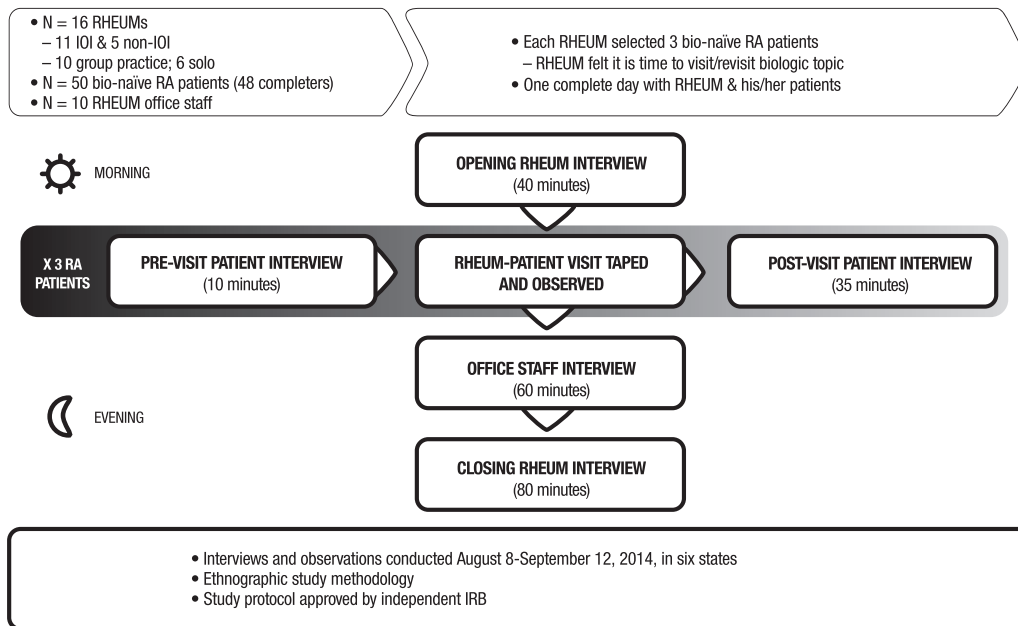 • N = 16 RHEUMs
– 11 IOI & 5 non-IOI
– 10 group practice; 6 solo
• N = 50 bio-naïve RA patients (48 completers)
• N = 10 RHEUM office staff
• Each RHEUM selected 3 bio-naïve RA patients
– RHEUM felt it is time to visit/revisit biologic topic
• One complete day with RHEUM & his/her patients
MORNING
OPENING RHEUM INTERVIEW
(40 minutes)
X 3 RA
PATIENTS
PRE-VISIT PATIENT INTERVIEW
(10 minutes)
RHEUM-PATIENT VISIT TAPED
AND OBSERVED
POST-VISIT PATIENT INTERVIEW
(35 minutes)
OFFICE STAFF INTERVIEW
(60 minutes)
EVENING
CLOSING RHEUM INTERVIEW
(80 minutes)
• Interviews and observations conducted August 8-September 12, 2014, in six states
• Ethnographic study methodology
• Study protocol approved by independent IRB